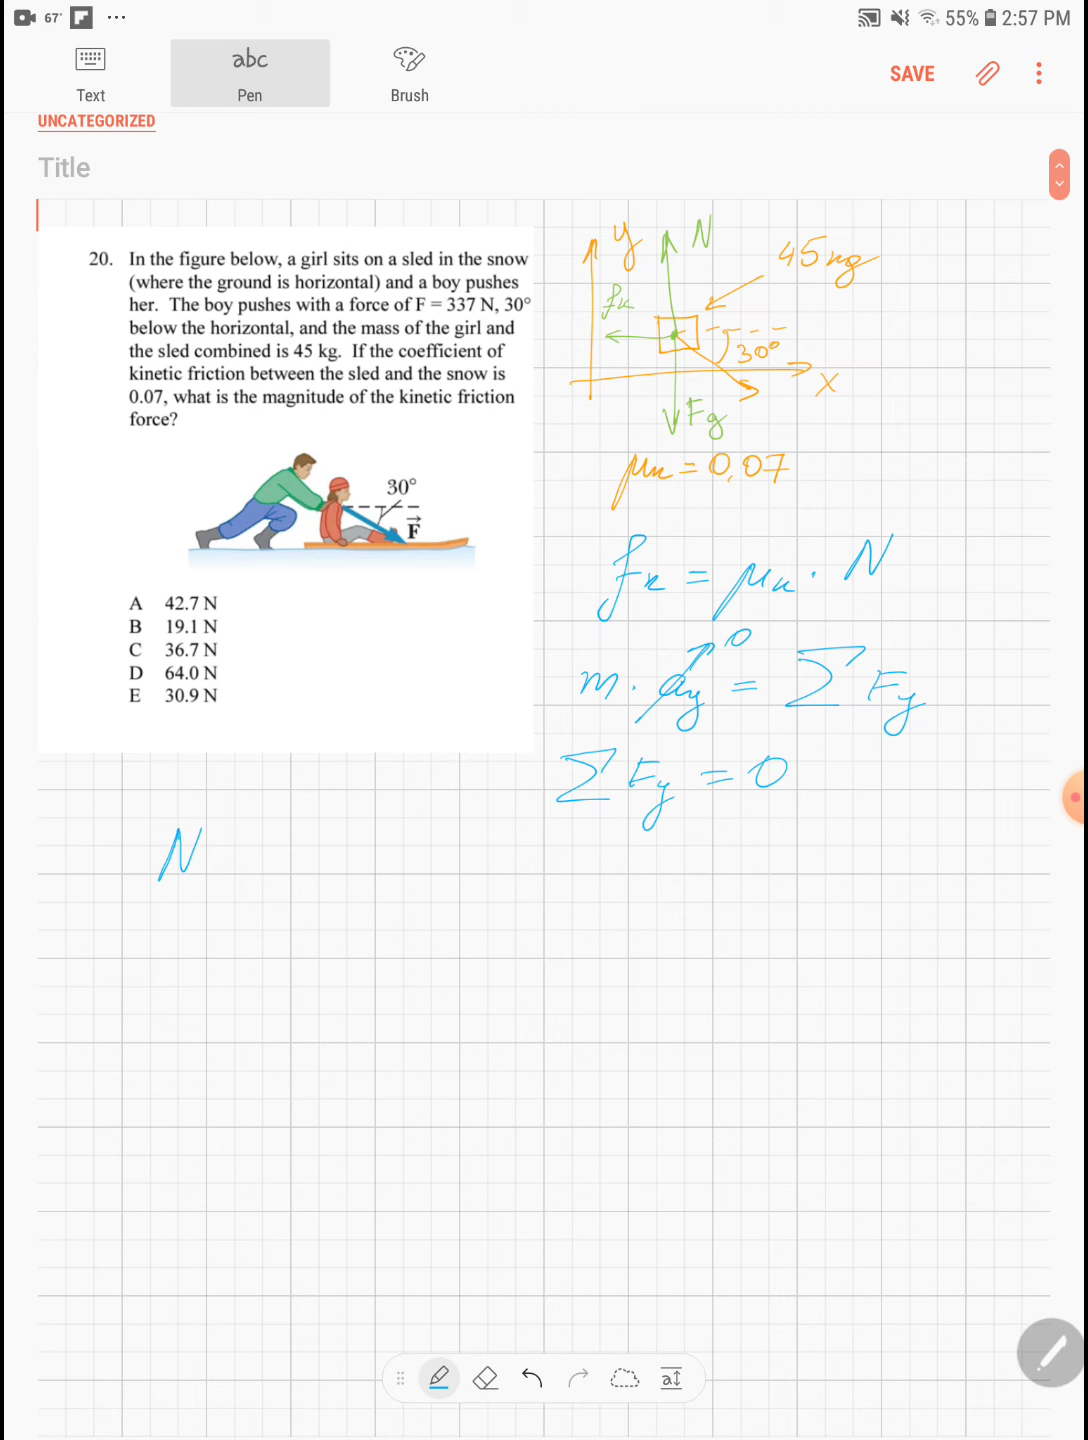 67°
55% 2:57 PM
Text
abc
Pen
Brush
SAVE
UNCATEGORIZED
Title
20. In the figure below, a girl sits on a sled in the snow
(where the ground is horizontal) and a boy pushes
her. The boy pushes with a force of F = 337 N, 30°
below the horizontal, and the mass of the girl and
the sled combined is 45 kg. If the coefficient of
kinetic friction between the sled and the snow is
0.07, what is the magnitude of the kinetic friction
force?
30°
F
A 42.7 N
B 19.1 N
C 36.7 N
D 64.0 N
E 30.9 N
y
N
45 kg
fk
30°
x
Fg
μk = 0,07
fk = μk · N
m · ay = Σ Fy
0
Σ Fy = 0
N
a